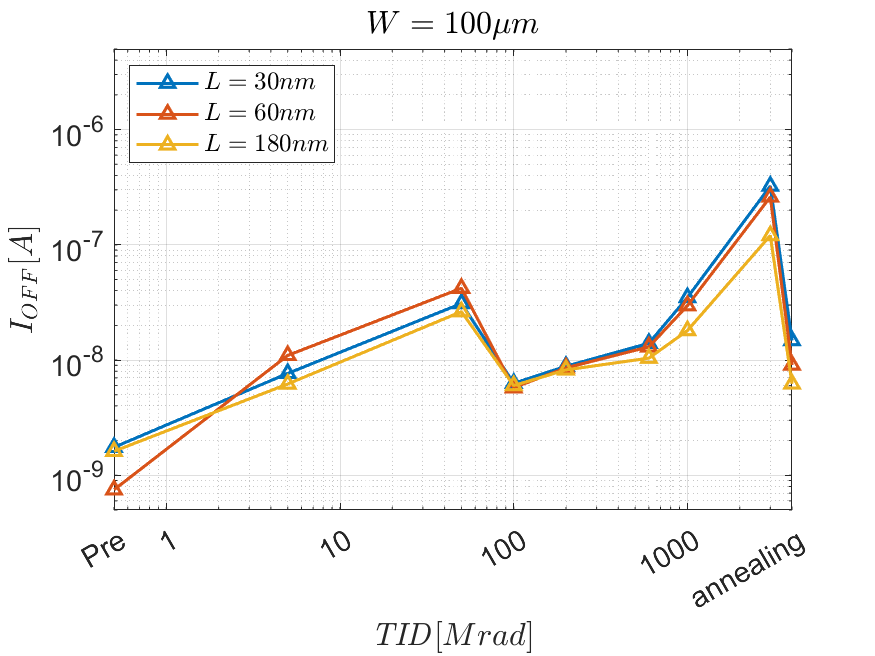 W = 100μm
L = 30nm
L = 60nm
L = 180nm
10^-6
10^-7
10^-8
10^-9
I_OFF[A]
Pre 1 10 100 1000 annealing
TID[Mrad]